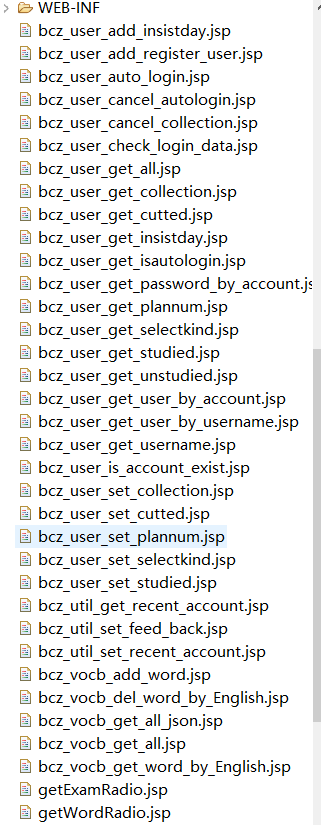 WEB-INF
bcz_user_add_insistday.jsp
bcz_user_add_register_user.jsp
bcz_user_auto_login.jsp
bcz_user_cancel_autologin.jsp
bcz_user_cancel_collection.jsp
bcz_user_check_login_data.jsp
bcz_user_get_all.jsp
bcz_user_get_collection.jsp
bcz_user_get_cutted.jsp
bcz_user_get_insistday.jsp
bcz_user_get_isautologin.jsp
bcz_user_get_password_by_account.js
bcz_user_get_plannum.jsp
bcz_user_get_selectkind.jsp
bcz_user_get_studied.jsp
bcz_user_get_unstudied.jsp
bcz_user_get_user_by_account.jsp
bcz_user_get_user_by_username.jsp
bcz_user_get_username.jsp
bcz_user_is_account_exist.jsp
bcz_user_set_collection.jsp
bcz_user_set_cutted.jsp
bcz_user_set_plannum.jsp
bcz_user_set_selectkind.jsp
bcz_user_set_studied.jsp
bcz_util_get_recent_account.jsp
bcz_util_set_feed_back.jsp
bcz_util_set_recent_account.jsp
bcz_vocb_add_word.jsp
bcz_vocb_del_word_by_English.jsp
bcz_vocb_get_all_json.jsp
bcz_vocb_get_all.jsp
bcz_vocb_get_word_by_English.jsp
getExamRadio.jsp
getWordRadio.jsp